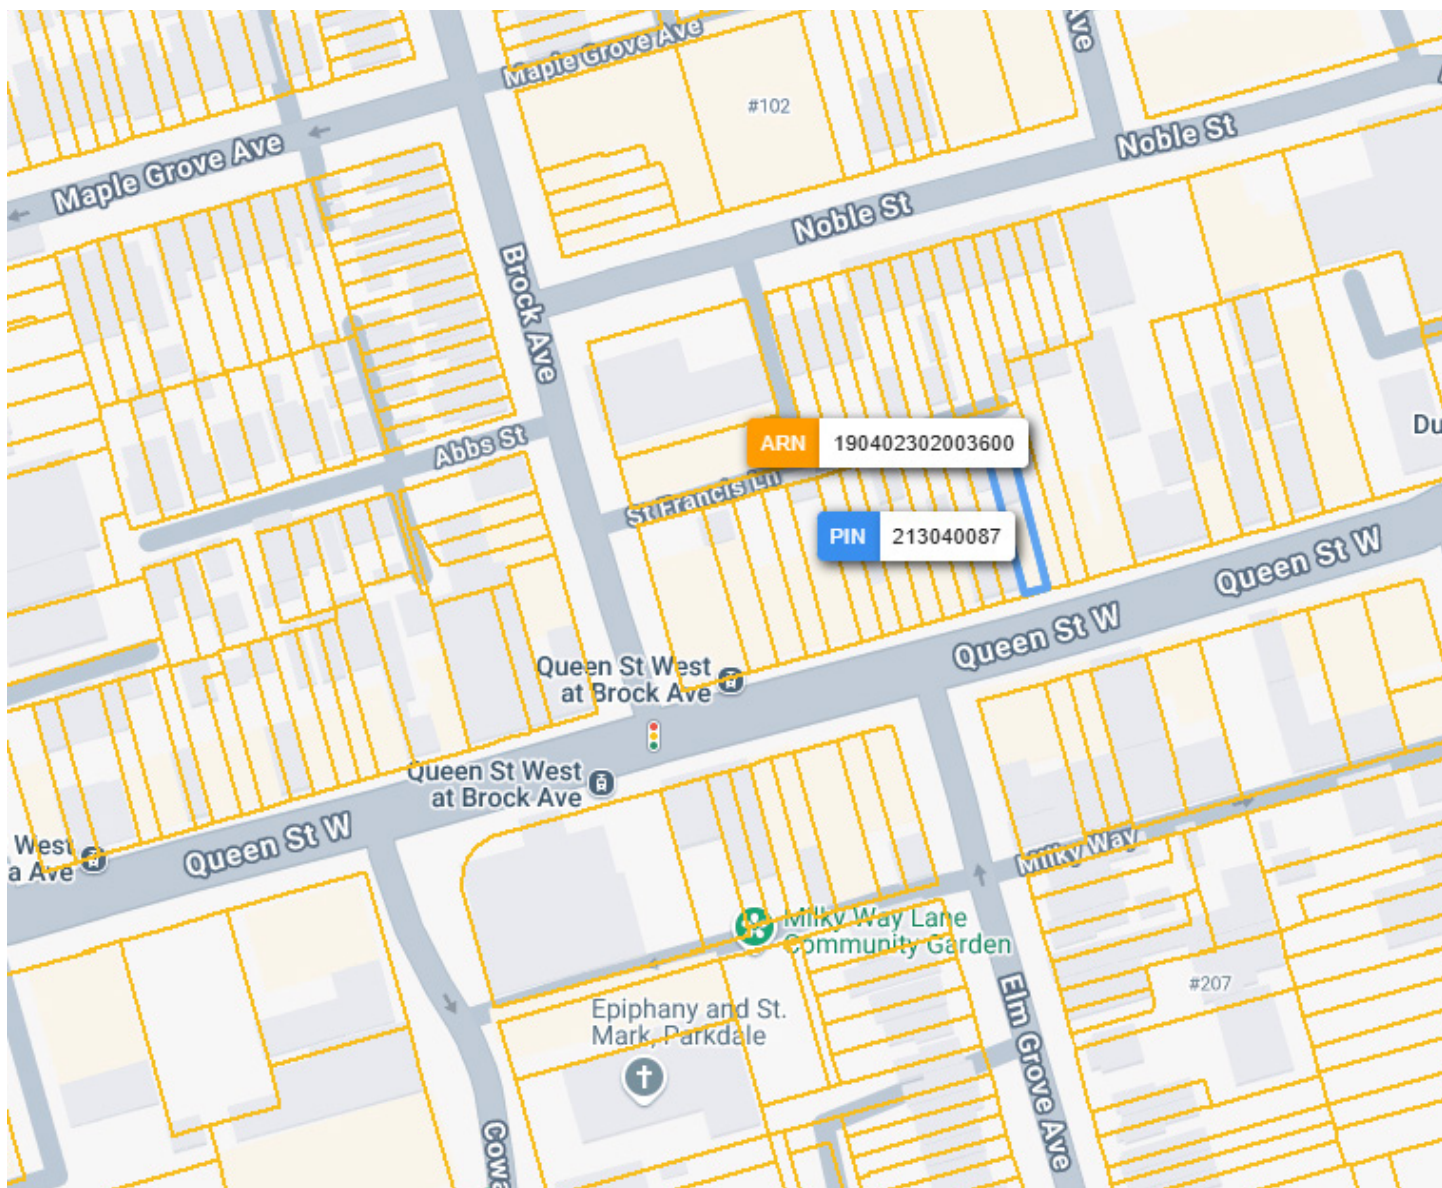 Maple Grove Ave
Ave
#102
Noble St
Maple Grove Ave
Noble St
Brock Ave
Abbs St
ARN 190402302003600
Du
St Francis Ln
PIN 213040087
Queen St W
Queen St W
Queen St West
at Brock Ave
Queen St West
at Brock Ave
Queen St W
West
a Ave
Milky Way
Milky Way Lane
Community Garden
#207
Epiphany and St.
Mark, Parkdale
Elm Grove Ave
Cowa